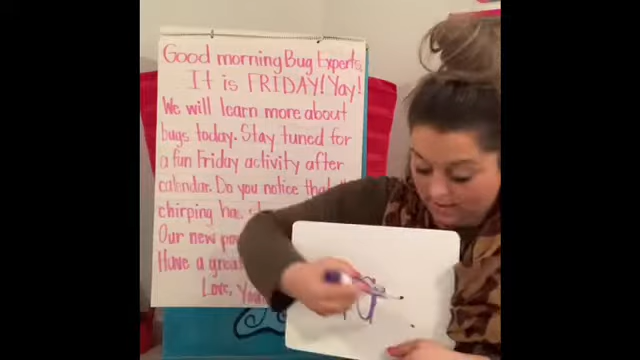 Good morning Bug Experts,
It is FRIDAY! Yay!
We will learn more about
bugs today. Stay tuned for
a fun Friday activity after
calendar. Do you notice
chirping has
Our new
Have a great
Love,